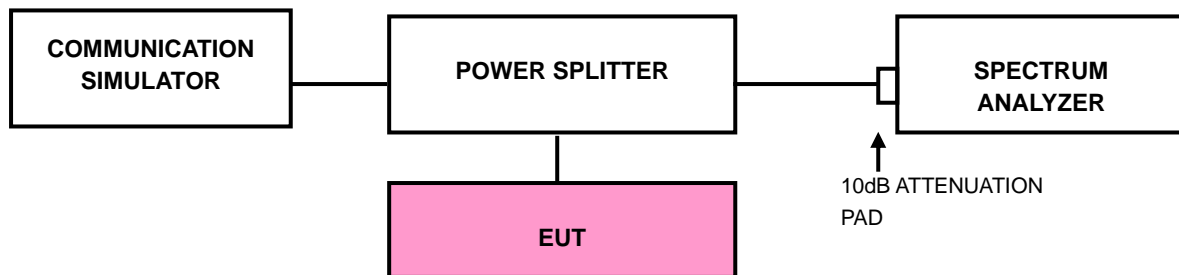 COMMUNICATION
SIMULATOR
POWER SPLITTER
SPECTRUM
ANALYZER
10dB ATTENUATION
PAD
EUT